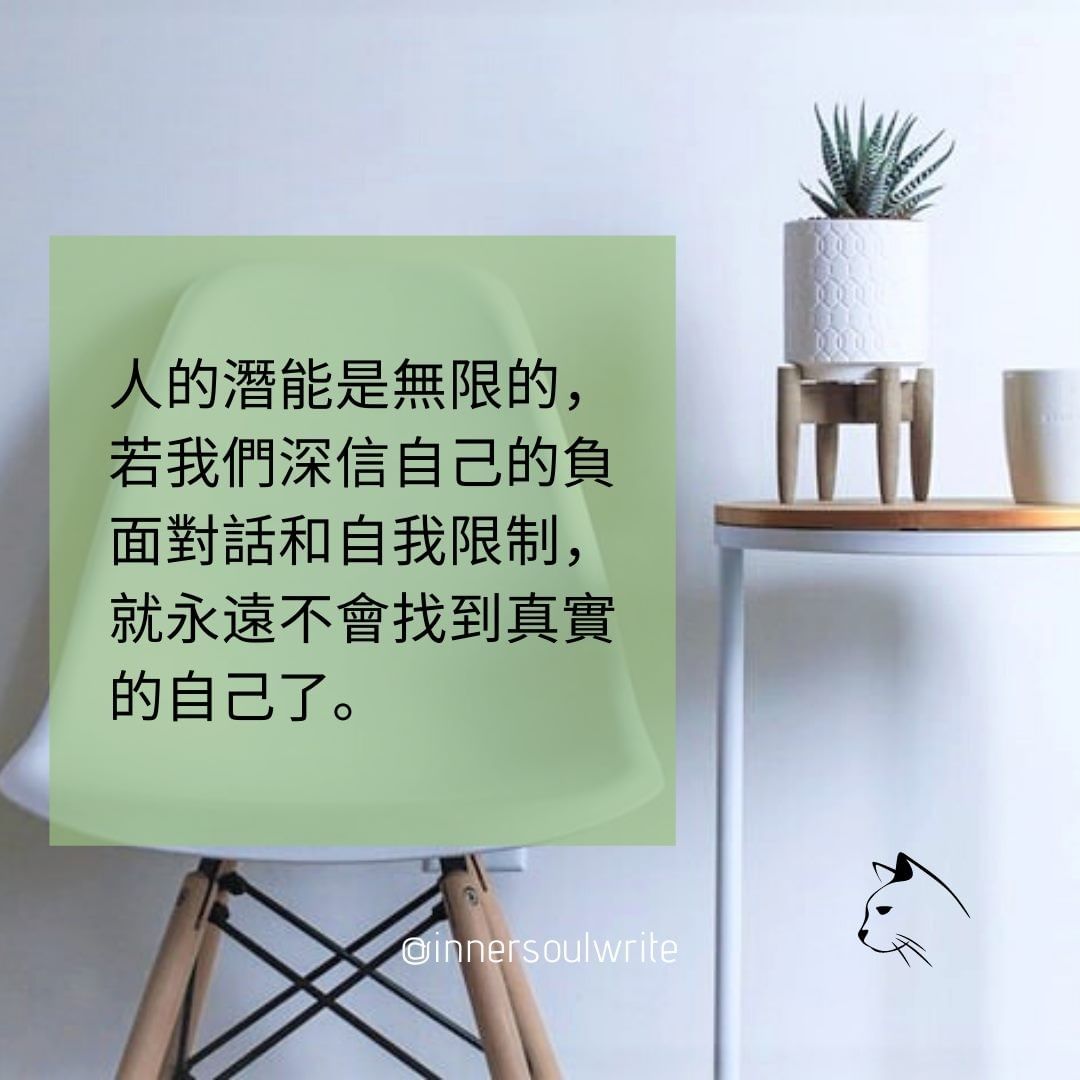 人的潛能是無限的，
若我們深信自己的負
面對話和自我限制，
就永遠不會找到真實
的自己了。
@innersoulwrite